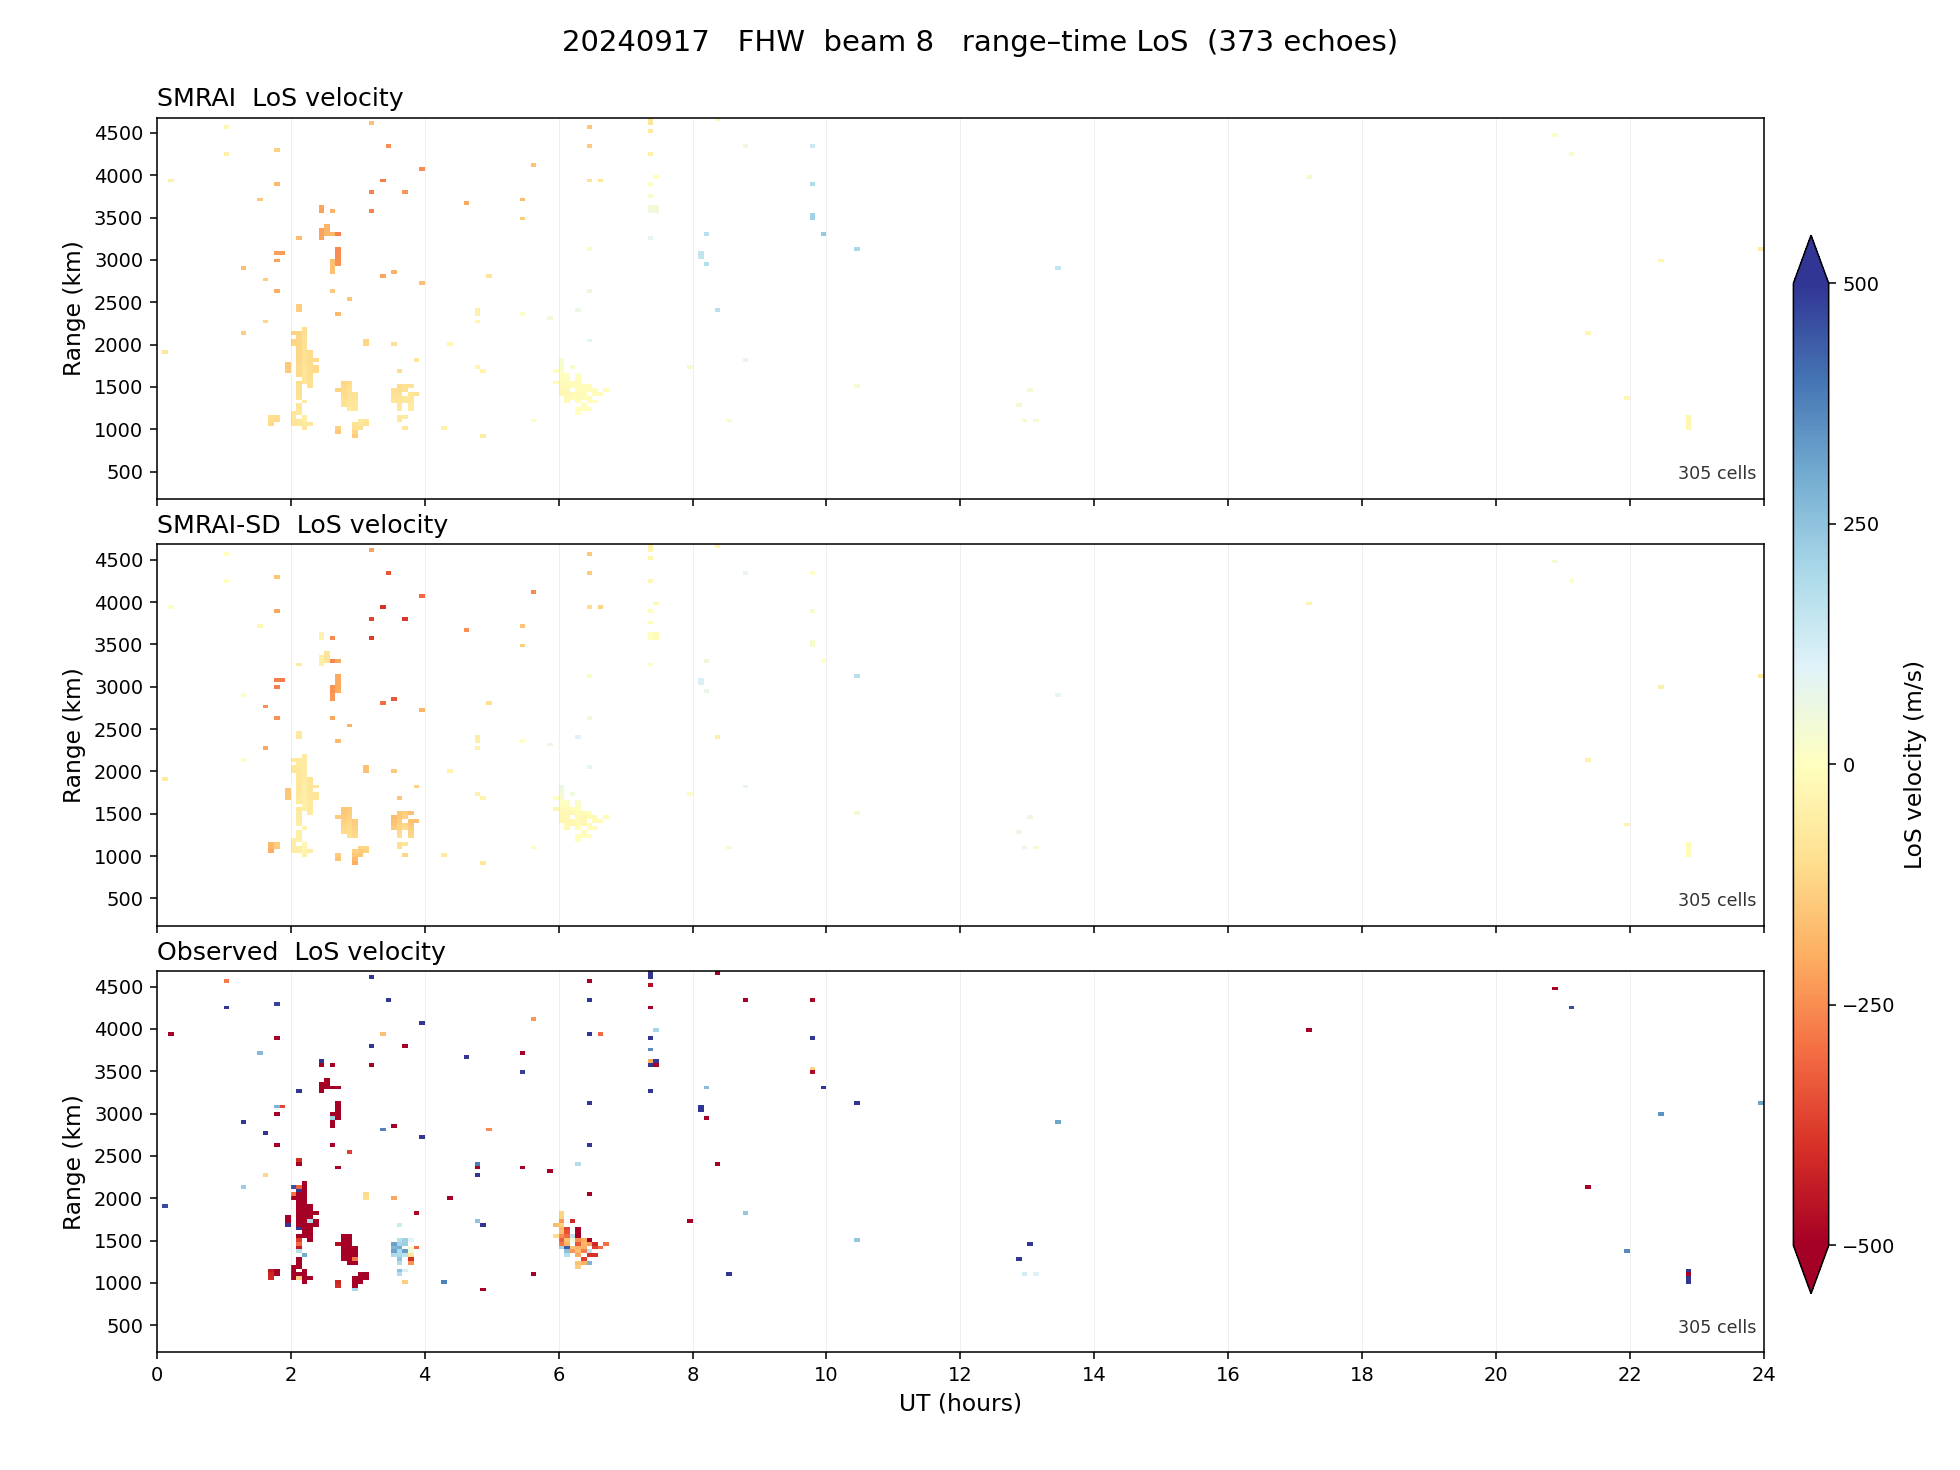 20240917   FHW  beam 8   range–time LoS  (373 echoes)
SMRAI  LoS velocity
4500
4000
3500
3000
2500
2000
1500
1000
500
Range (km)
305 cells
SMRAI-SD  LoS velocity
4500
4000
3500
3000
2500
2000
1500
1000
500
Range (km)
305 cells
Observed  LoS velocity
4500
4000
3500
3000
2500
2000
1500
1000
500
Range (km)
305 cells
0 2 4 6 8 10 12 14 16 18 20 22 24
UT (hours)
500
250
0
−250
−500
LoS velocity (m/s)